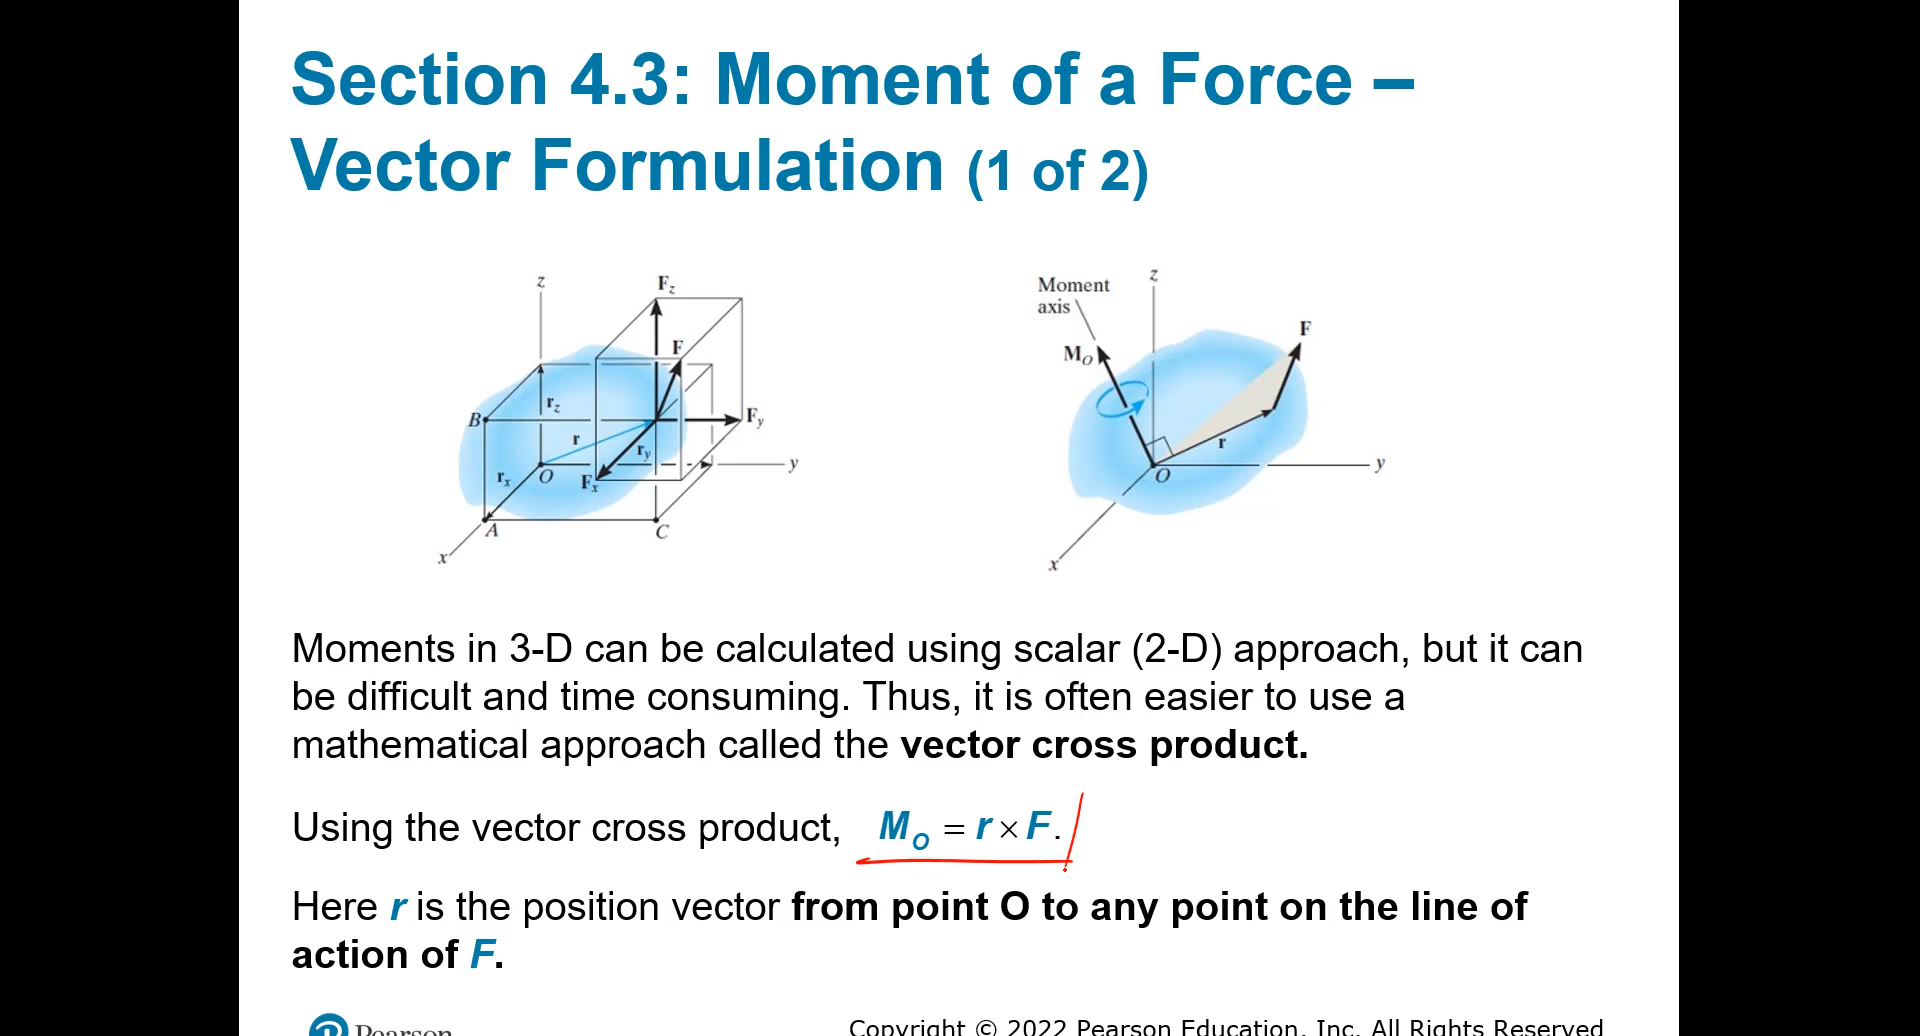 Section 4.3: Moment of a Force –
Vector Formulation (1 of 2)
z
F_z
F
B
r_z
F_y
r
r_y
y
r_x
O
F_x
A
C
x
Moment
axis
z
F
M_O
r
y
O
x
Moments in 3-D can be calculated using scalar (2-D) approach, but it can
be difficult and time consuming. Thus, it is often easier to use a
mathematical approach called the vector cross product.
Using the vector cross product, M_O = r × F.
Here r is the position vector from point O to any point on the line of
action of F.
Pearson
Copyright © 2022 Pearson Education, Inc. All Rights Reserved